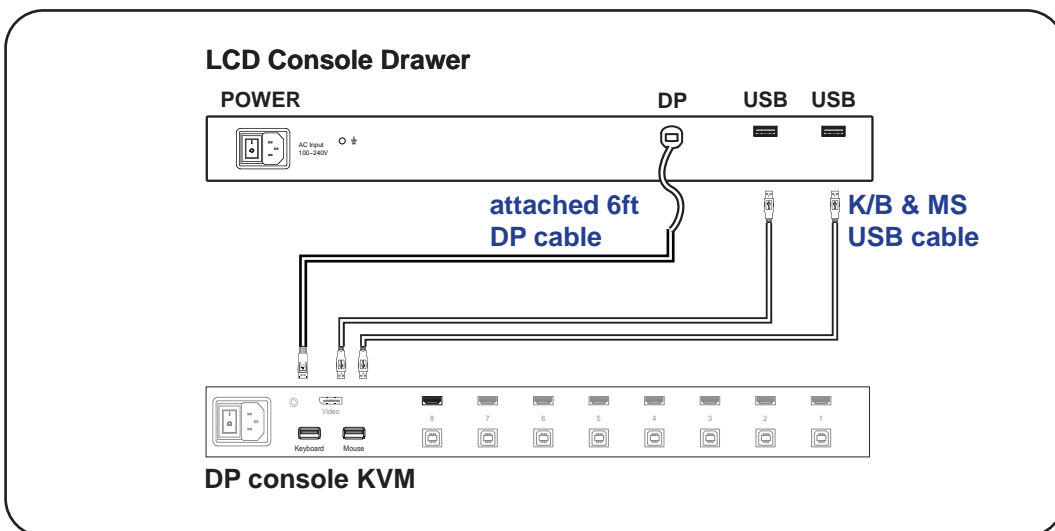 LCD Console Drawer
POWER DP USB USB
AC Input
100~240V
attached 6ft
DP cable
K/B & MS
USB cable
Video
8 7 6 5 4 3 2 1
Keyboard Mouse
DP console KVM